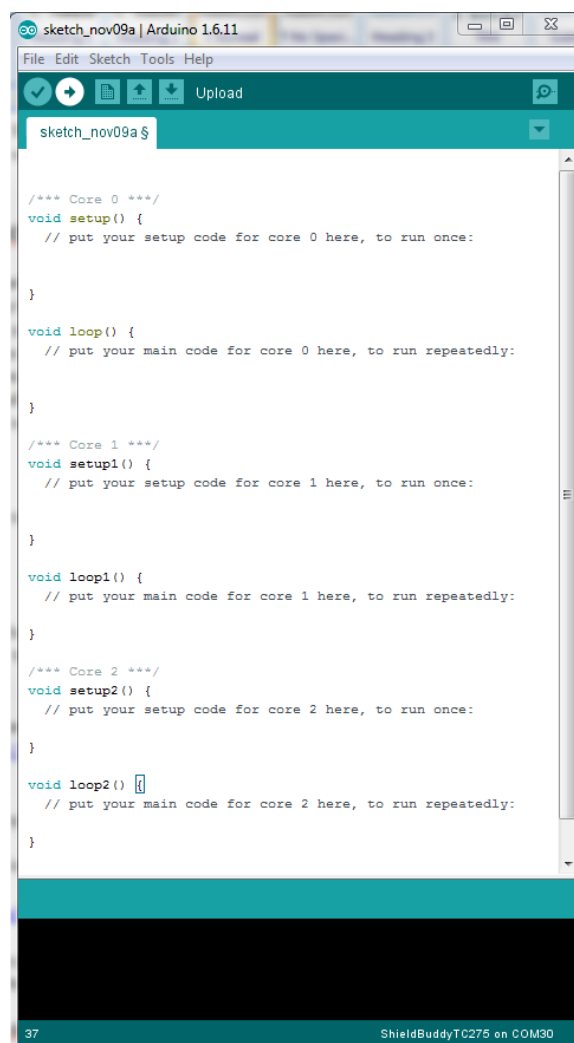 sketch_nov09a | Arduino 1.6.11
File Edit Sketch Tools Help
Upload
sketch_nov09a §
/*** Core 0 ***/
void setup() {
// put your setup code for core 0 here, to run once:
}
void loop() {
// put your main code for core 0 here, to run repeatedly:
}
/*** Core 1 ***/
void setup1() {
// put your setup code for core 1 here, to run once:
}
void loop1() {
// put your main code for core 1 here, to run repeatedly:
}
/*** Core 2 ***/
void setup2() {
// put your setup code for core 2 here, to run once:
}
void loop2() {
// put your main code for core 2 here, to run repeatedly:
}
37 ShieldBuddyTC275 on COM30